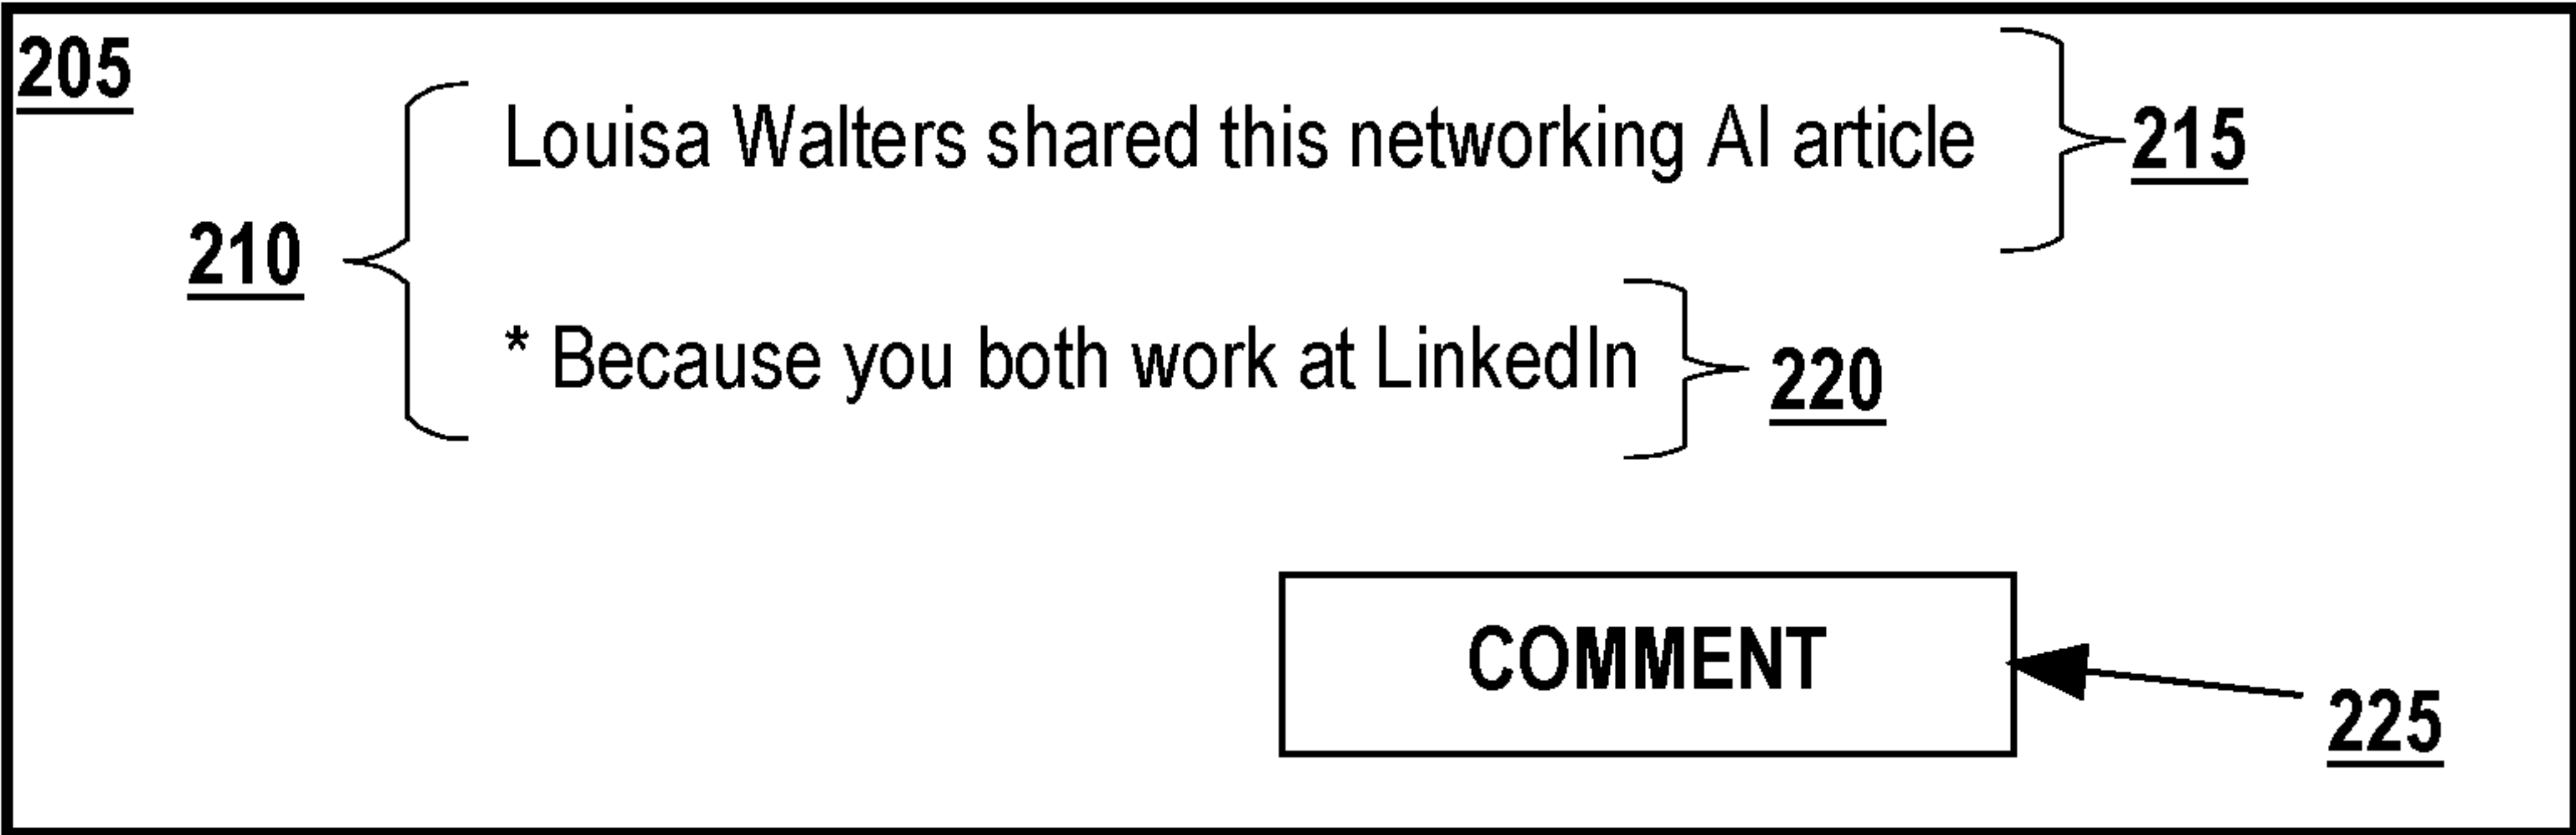 205
Louisa Walters shared this networking AI article
215
210
* Because you both work at LinkedIn
220
COMMENT
225